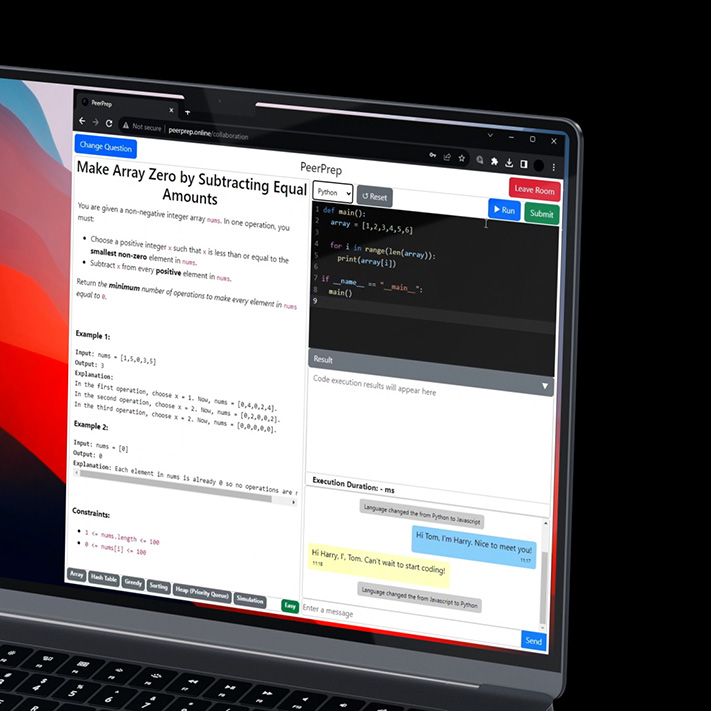 PeerPrep
Not secure | peerprep.online/collaboration
Change Question
PeerPrep
Leave Room
Make Array Zero by Subtracting Equal
Amounts
You are given a non-negative integer array nums. In one operation, you
must:
Choose a positive integer x such that x is less than or equal to the
smallest non-zero element in nums.
Subtract x from every positive element in nums.
Return the minimum number of operations to make every element in nums
equal to 0.
Example 1:
Input: nums = [1,5,0,3,5]
Output: 3
Explanation:
In the first operation, choose x = 1. Now, nums = [0,4,0,2,4].
In the second operation, choose x = 2. Now, nums = [0,2,0,0,2].
In the third operation, choose x = 2. Now, nums = [0,0,0,0,0].
Example 2:
Input: nums = [0]
Output: 0
Explanation: Each element in nums is already 0 so no operations are
Constraints:
1 <= nums.length <= 100
0 <= nums[i] <= 100
Array Hash Table Greedy Sorting Heap (Priority Queue) Simulation Easy
Python Reset Run Submit
1 def main():
2 array = [1,2,3,4,5,6]
3
4 for i in range(len(array)):
5 print(array[i])
6
7 if __name__ == "__main__":
8 main()
9
Result
Code execution results will appear here
Execution Duration: - ms
Language changed the from Python to Javascript
Hi Tom, I'm Harry. Nice to meet you!
11:17
Hi Harry, I', Tom. Can't wait to start coding!
11:18
Language changed the from Javascript to Python
Enter a message
Send